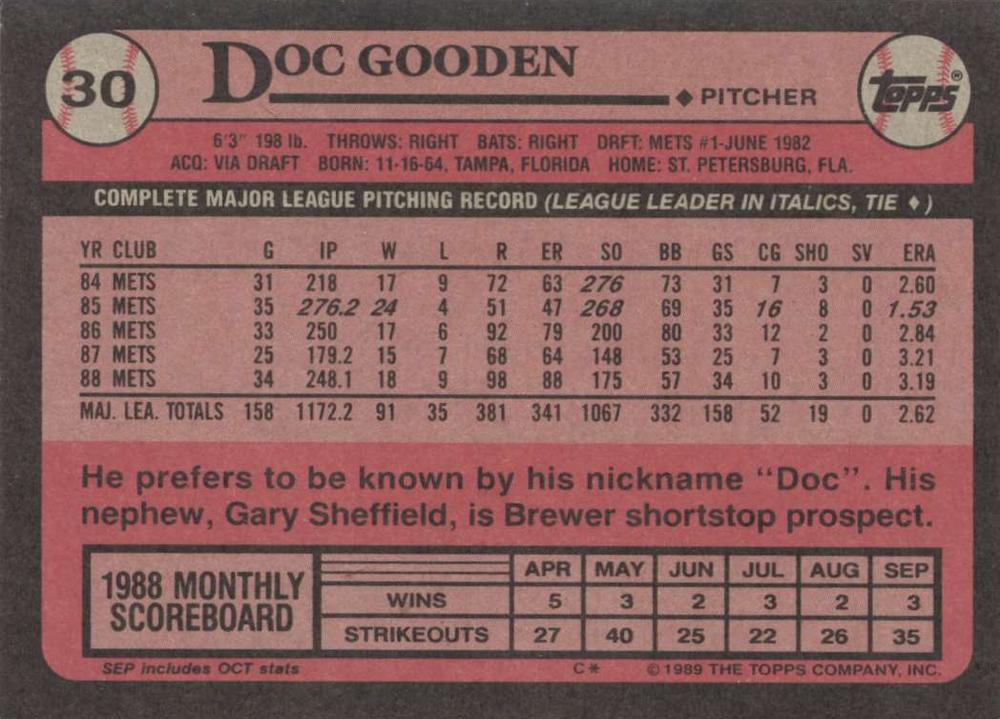 30
DOC GOODEN
◆ PITCHER
TOPPS®
6'3" 198 lb. THROWS: RIGHT BATS: RIGHT DRFT: METS #1-JUNE 1982
ACQ: VIA DRAFT BORN: 11-16-64, TAMPA, FLORIDA HOME: ST. PETERSBURG, FLA.
COMPLETE MAJOR LEAGUE PITCHING RECORD (LEAGUE LEADER IN ITALICS, TIE ♦)
YR CLUB G IP W L R ER SO BB GS CG SHO SV ERA
84 METS 31 218 17 9 72 63 276 73 31 7 3 0 2.60
85 METS 35 276.2 24 4 51 47 268 69 35 16 8 0 1.53
86 METS 33 250 17 6 92 79 200 80 33 12 2 0 2.84
87 METS 25 179.2 15 7 68 64 148 53 25 7 3 0 3.21
88 METS 34 248.1 18 9 98 88 175 57 34 10 3 0 3.19
MAJ. LEA. TOTALS 158 1172.2 91 35 381 341 1067 332 158 52 19 0 2.62
He prefers to be known by his nickname "Doc". His
nephew, Gary Sheffield, is Brewer shortstop prospect.
1988 MONTHLY
SCOREBOARD
APR MAY JUN JUL AUG SEP
WINS 5 3 2 3 2 3
STRIKEOUTS 27 40 25 22 26 35
SEP includes OCT stats
C* © 1989 THE TOPPS COMPANY, INC.